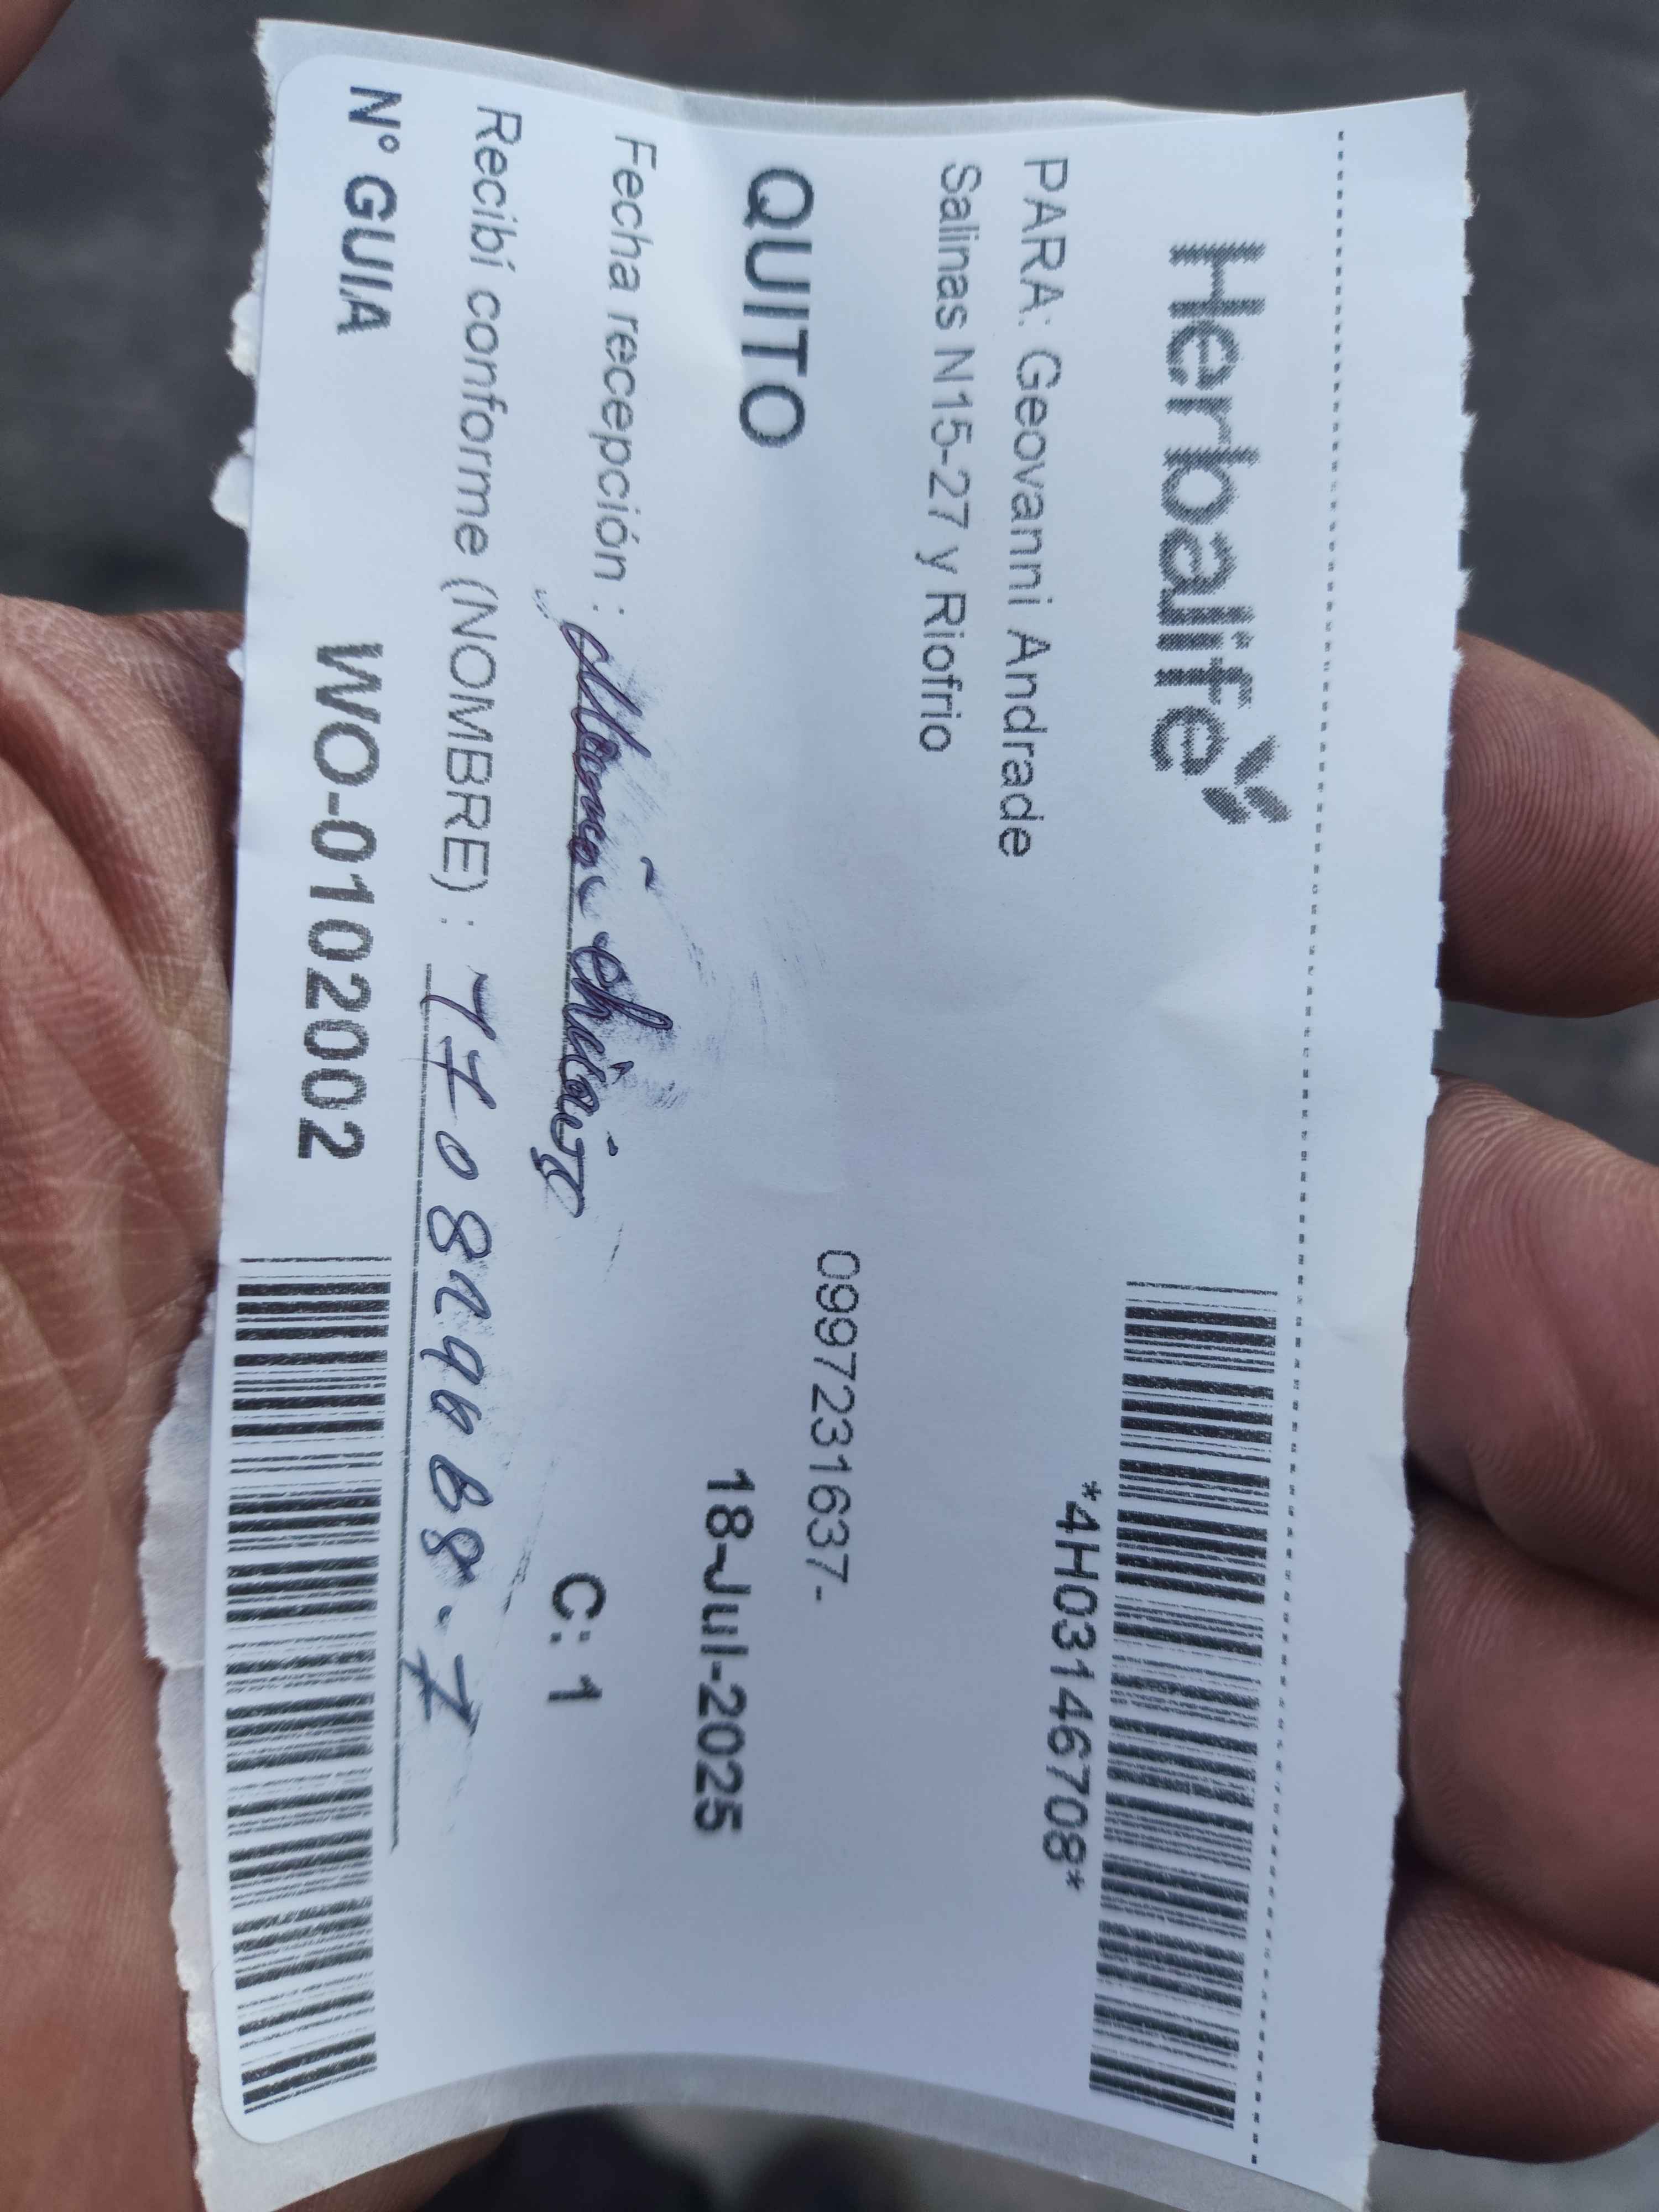 Herbalife
*4H03146708*
PARA: Geovanni Andrade
Salinas N15-27 y Riofrio
0997231637-
QUITO
18-Jul-2025
Fecha recepción :
C: 1
Recibí conforme (NOMBRE) :
N° GUIA WO-0102002